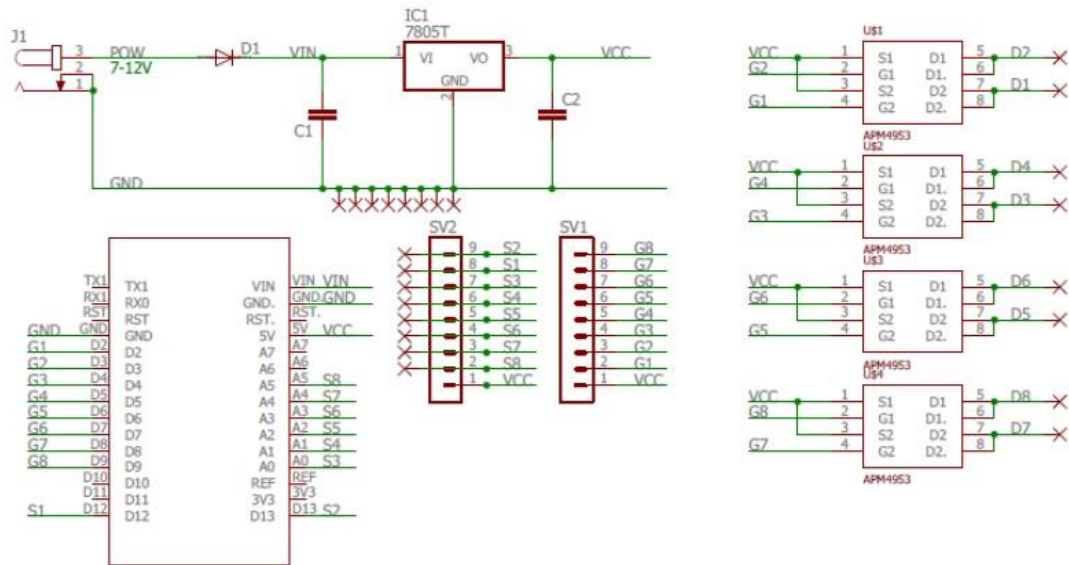 J1
3 POW
7-12V
2
1
D1
VIN
IC1
7805T
1 VI VO 3
GND
2
VCC
C1
C2
GND
TX1 TX1 VIN VIN VIN
RX1 RX0 GND. GND. GND
RST RST RST. RST.
GND GND GND 5V 5V VCC
G1 D2 D2 A7 A7
G2 D3 D3 A6 A6
G3 D4 D4 A5 A5 S8
G4 D5 D5 A4 A4 S7
G5 D6 D6 A3 A3 S6
G6 D7 D7 A2 A2 S5
G7 D8 D8 A1 A1 S4
G8 D9 D9 A0 A0 S3
D10 D10 REF REF
D11 D11 3V3 3V3
S1 D12 D12 D13 D13 S2
SV2
9 S2
8 S1
7 S3
6 S4
5 S5
4 S6
3 S7
2 S8
1 VCC
SV1
9 G8
8 G7
7 G6
6 G5
5 G4
4 G3
3 G2
2 G1
1 VCC
U$1
VCC 1 S1 D1 5 D2
G2 2 G1 D1. 6
3 S2 D2 7 D1
G1 4 G2 D2. 8
APM4953
U$2
VCC 1 S1 D1 5 D4
G4 2 G1 D1. 6
3 S2 D2 7 D3
G3 4 G2 D2. 8
APM4953
U$3
VCC 1 S1 D1 5 D6
G6 2 G1 D1. 6
3 S2 D2 7 D5
G5 4 G2 D2. 8
APM4953
U$4
VCC 1 S1 D1 5 D8
G8 2 G1 D1. 6
3 S2 D2 7 D7
G7 4 G2 D2. 8
APM4953